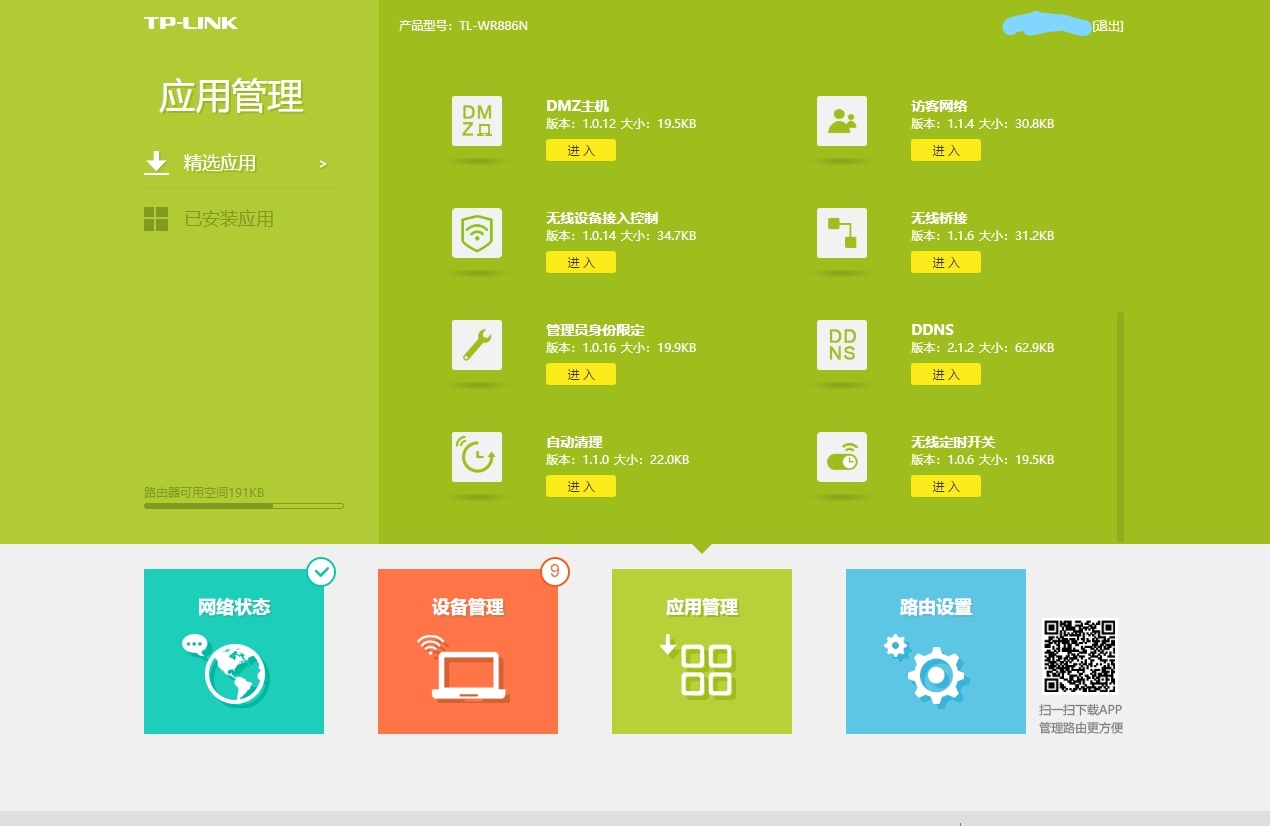 TP-LINK
产品型号：TL-WR886N
[退出]
应用管理
精选应用 >
已安装应用
路由器可用空间191KB
DMZ
DMZ主机
版本：1.0.12 大小：19.5KB
进 入
访客网络
版本：1.1.4 大小：30.8KB
进 入
无线设备接入控制
版本：1.0.14 大小：34.7KB
进 入
无线桥接
版本：1.1.6 大小：31.2KB
进 入
管理员身份限定
版本：1.0.16 大小：19.9KB
进 入
DD
NS
DDNS
版本：2.1.2 大小：62.9KB
进 入
自动清理
版本：1.1.0 大小：22.0KB
进 入
无线定时开关
版本：1.0.6 大小：19.5KB
进 入
网络状态
9
设备管理
应用管理
路由设置
扫一扫下载APP
管理路由更方便